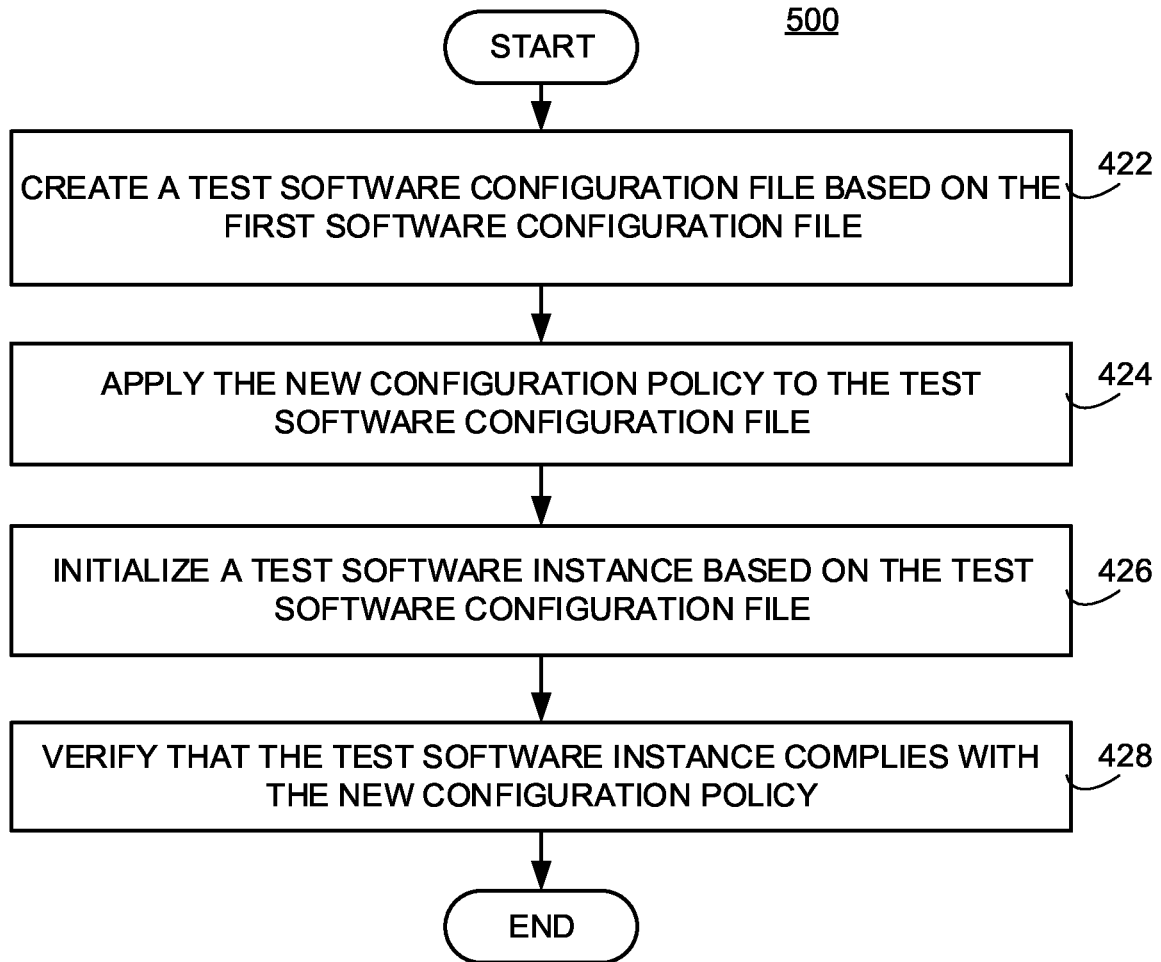 500
START
CREATE A TEST SOFTWARE CONFIGURATION FILE BASED ON THE
FIRST SOFTWARE CONFIGURATION FILE
422
APPLY THE NEW CONFIGURATION POLICY TO THE TEST
SOFTWARE CONFIGURATION FILE
424
INITIALIZE A TEST SOFTWARE INSTANCE BASED ON THE TEST
SOFTWARE CONFIGURATION FILE
426
VERIFY THAT THE TEST SOFTWARE INSTANCE COMPLIES WITH
THE NEW CONFIGURATION POLICY
428
END